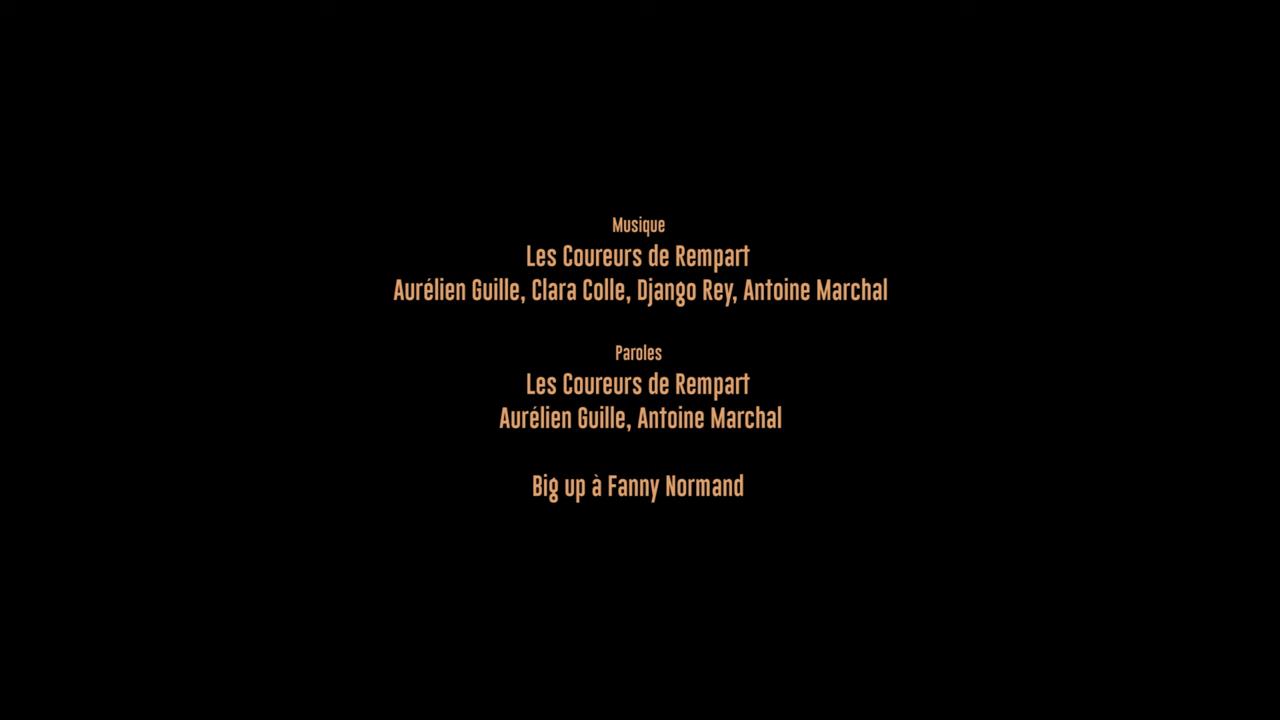 Musique
Les Coureurs de Rempart
Aurélien Guille, Clara Colle, Django Rey, Antoine Marchal
Paroles
Les Coureurs de Rempart
Aurélien Guille, Antoine Marchal
Big up à Fanny Normand